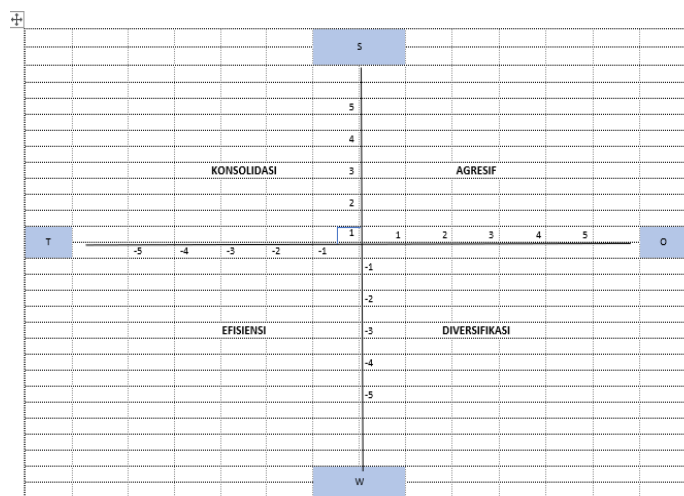 S
5
4
KONSOLIDASI 3 AGRESIF
2
T 1 1 2 3 4 5 O
-5 -4 -3 -2 -1
-1
-2
EFISIENSI -3 DIVERSIFIKASI
-4
-5
W